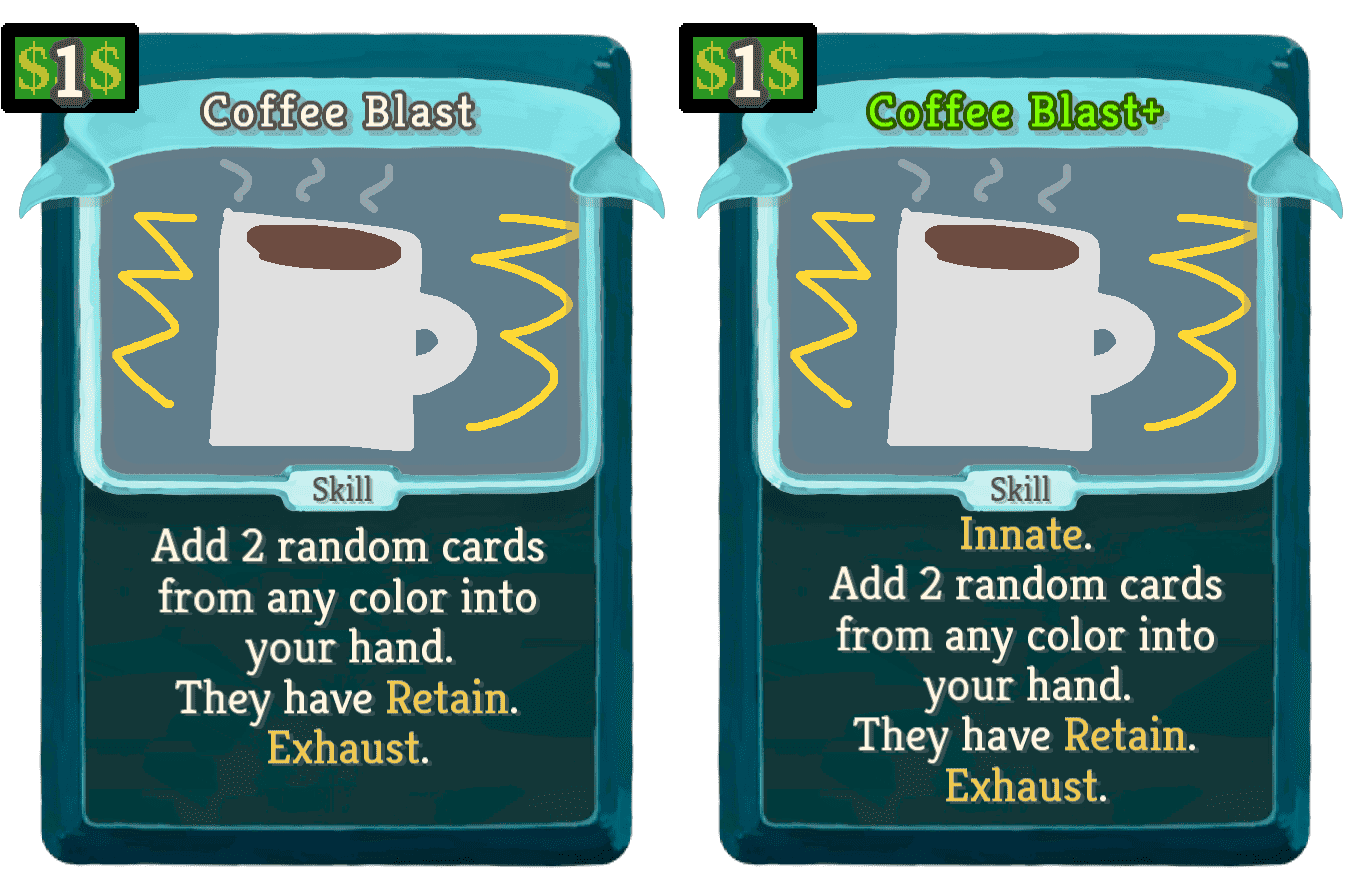 $1$
Coffee Blast
Skill
Add 2 random cards
from any color into
your hand.
They have Retain.
Exhaust.
$1$
Coffee Blast+
Skill
Innate.
Add 2 random cards
from any color into
your hand.
They have Retain.
Exhaust.